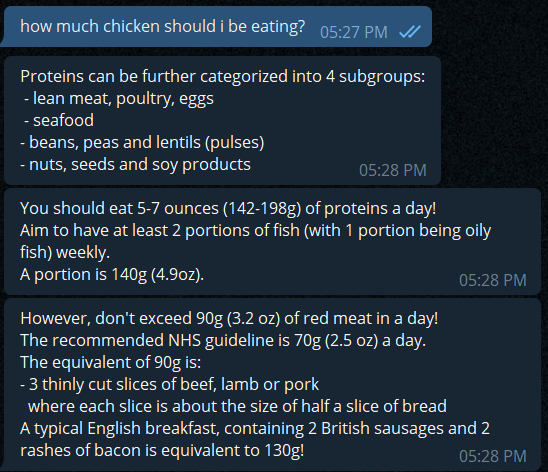 how much chicken should i be eating?
05:27 PM
Proteins can be further categorized into 4 subgroups:
- lean meat, poultry, eggs
- seafood
- beans, peas and lentils (pulses)
- nuts, seeds and soy products
05:28 PM
You should eat 5-7 ounces (142-198g) of proteins a day!
Aim to have at least 2 portions of fish (with 1 portion being oily
fish) weekly.
A portion is 140g (4.9oz).
05:28 PM
However, don't exceed 90g (3.2 oz) of red meat in a day!
The recommended NHS guideline is 70g (2.5 oz) a day.
The equivalent of 90g is:
- 3 thinly cut slices of beef, lamb or pork
where each slice is about the size of half a slice of bread
A typical English breakfast, containing 2 British sausages and 2
rashes of bacon is equivalent to 130g!
05:28 PM